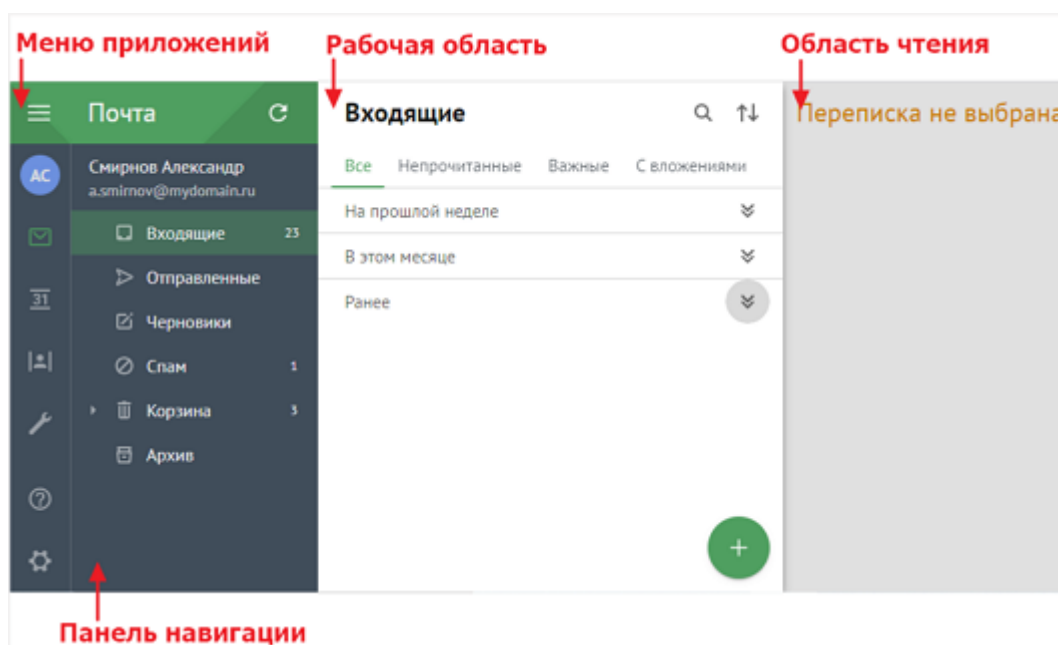 Меню приложений
Рабочая область
Область чтения
Почта
Входящие
Переписка не выбрана
АС
Смирнов Александр
a.smirnov@mydomain.ru
Все Непрочитанные Важные С вложениями
Входящие 23
На прошлой неделе
Отправленные
В этом месяце
31
Черновики
Ранее
Спам 1
Корзина 3
Архив
Панель навигации